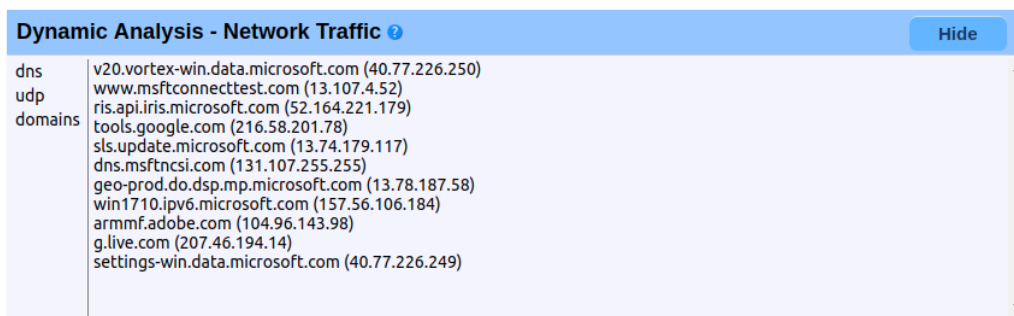 Dynamic Analysis - Network Traffic ?
Hide
dns
udp
domains
v20.vortex-win.data.microsoft.com (40.77.226.250)
www.msftconnecttest.com (13.107.4.52)
ris.api.iris.microsoft.com (52.164.221.179)
tools.google.com (216.58.201.78)
sls.update.microsoft.com (13.74.179.117)
dns.msftncsi.com (131.107.255.255)
geo-prod.do.dsp.mp.microsoft.com (13.78.187.58)
win1710.ipv6.microsoft.com (157.56.106.184)
armmf.adobe.com (104.96.143.98)
g.live.com (207.46.194.14)
settings-win.data.microsoft.com (40.77.226.249)